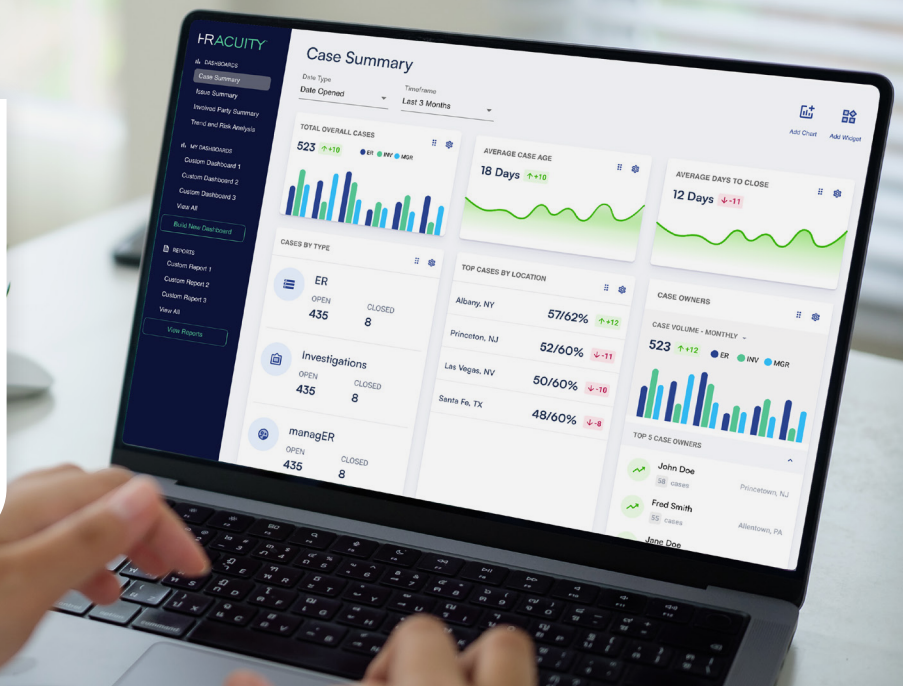 HRACUITY
DASHBOARDS
Case Summary
Issue Summary
Involved Party Summary
Trend and Risk Analysis
MY DASHBOARDS
Custom Dashboard 1
Custom Dashboard 2
Custom Dashboard 3
View All
Build New Dashboard
REPORTS
Custom Report 1
Custom Report 2
Custom Report 3
View All
View Reports
Case Summary
Date Type
Date Opened
Timeframe
Last 3 Months
Add Chart
Add Widget
TOTAL OVERALL CASES
523 ↑+10 ER INV MGR
AVERAGE CASE AGE
18 Days ↑+10
AVERAGE DAYS TO CLOSE
12 Days ↓-11
CASES BY TYPE
ER
OPEN CLOSED
435 8
Investigations
OPEN CLOSED
435 8
managER
OPEN CLOSED
435 8
TOP CASES BY LOCATION
Albany, NY 57/62% ↑+12
Princeton, NJ 52/60% ↓-11
Las Vegas, NV 50/60% ↓-10
Santa Fe, TX 48/60% ↓-8
CASE OWNERS
CASE VOLUME - MONTHLY
523 ↑+12 ER INV MGR
TOP 5 CASE OWNERS
John Doe
58 cases
Princetown, NJ
Fred Smith
55 cases
Allentown, PA
Jane Doe